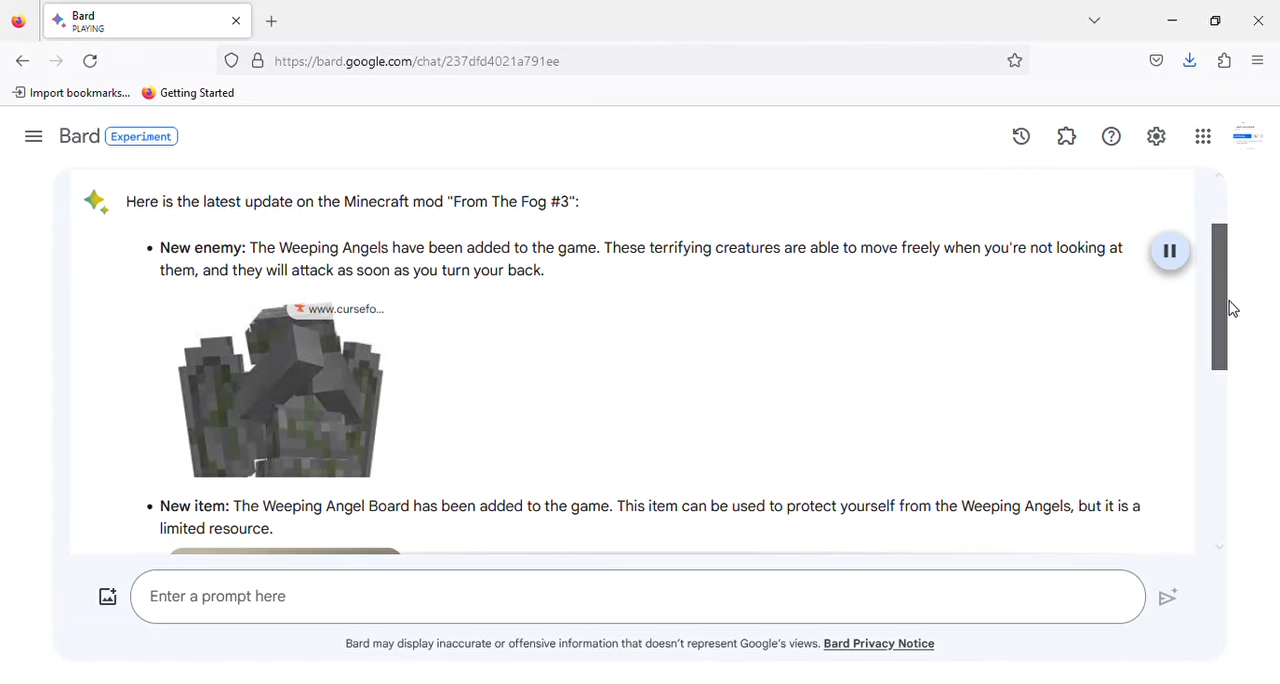 Bard
PLAYING
https://bard.google.com/chat/237dfd4021a791ee
Import bookmarks... Getting Started
Bard Experiment
Here is the latest update on the Minecraft mod "From The Fog #3":
• New enemy: The Weeping Angels have been added to the game. These terrifying creatures are able to move freely when you're not looking at
them, and they will attack as soon as you turn your back.
www.cursefo...
• New item: The Weeping Angel Board has been added to the game. This item can be used to protect yourself from the Weeping Angels, but it is a
limited resource.
Enter a prompt here
Bard may display inaccurate or offensive information that doesn't represent Google's views. Bard Privacy Notice